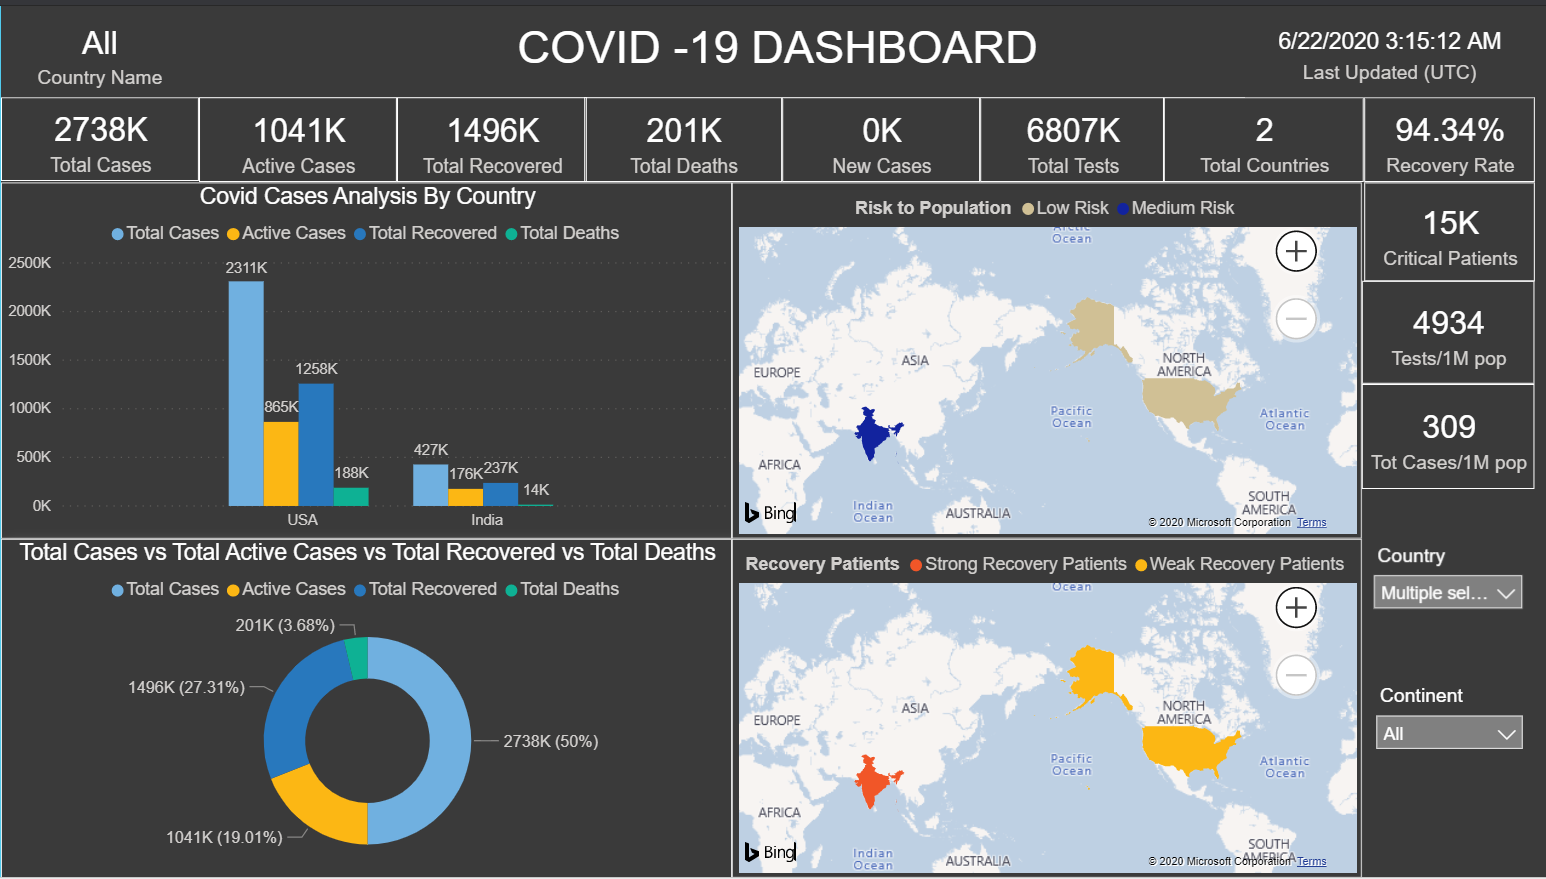 All
Country Name
COVID -19 DASHBOARD
6/22/2020 3:15:12 AM
Last Updated (UTC)
2738K
Total Cases
1041K
Active Cases
1496K
Total Recovered
201K
Total Deaths
0K
New Cases
6807K
Total Tests
2
Total Countries
94.34%
Recovery Rate
Covid Cases Analysis By Country
Total Cases Active Cases Total Recovered Total Deaths
2500K
2000K
1500K
1000K
500K
0K
2311K
865K
1258K
188K
427K
176K
237K
14K
USA
India
Risk to Population Low Risk Medium Risk
Arctic
Ocean
ASIA
EUROPE
NORTH
AMERICA
Pacific
Ocean
Atlantic
Ocean
AFRICA
Indian
Ocean
AUSTRALIA
SOUTH
AMERICA
Bing
© 2020 Microsoft Corporation Terms
15K
Critical Patients
4934
Tests/1M pop
309
Tot Cases/1M pop
Total Cases vs Total Active Cases vs Total Recovered vs Total Deaths
Total Cases Active Cases Total Recovered Total Deaths
201K (3.68%)
1496K (27.31%)
2738K (50%)
1041K (19.01%)
Recovery Patients Strong Recovery Patients Weak Recovery Patients
Ocean
ASIA
EUROPE
NORTH
AMERICA
Pacific
Ocean
Atlantic
Ocean
AFRICA
Indian
Ocean
AUSTRALIA
SOUTH
AMERICA
Bing
© 2020 Microsoft Corporation Terms
Country
Multiple sel...
Continent
All